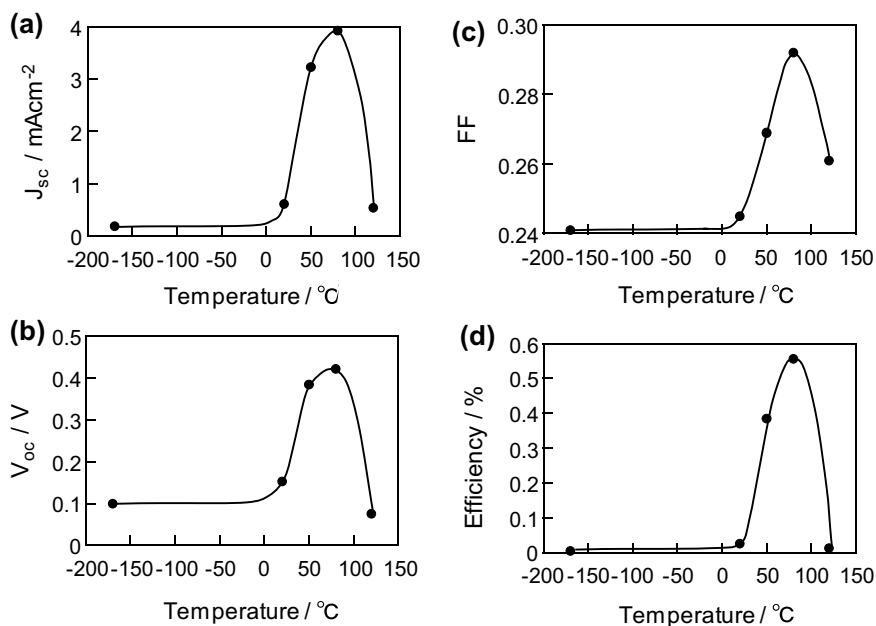 (a)
4
3
2
1
0
J_sc / mAcm⁻²
-200 -150 -100 -50 0 50 100 150
Temperature / °C
(b)
0.5
0.4
0.3
0.2
0.1
0
V_oc / V
-200 -150 -100 -50 0 50 100 150
Temperature / °C
(c)
0.30
0.28
0.26
0.24
FF
-200 -150 -100 -50 0 50 100 150
Temperature / °C
(d)
0.6
0.5
0.4
0.3
0.2
0.1
0
Efficiency / %
-200 -150 -100 -50 0 50 100 150
Temperature / °C